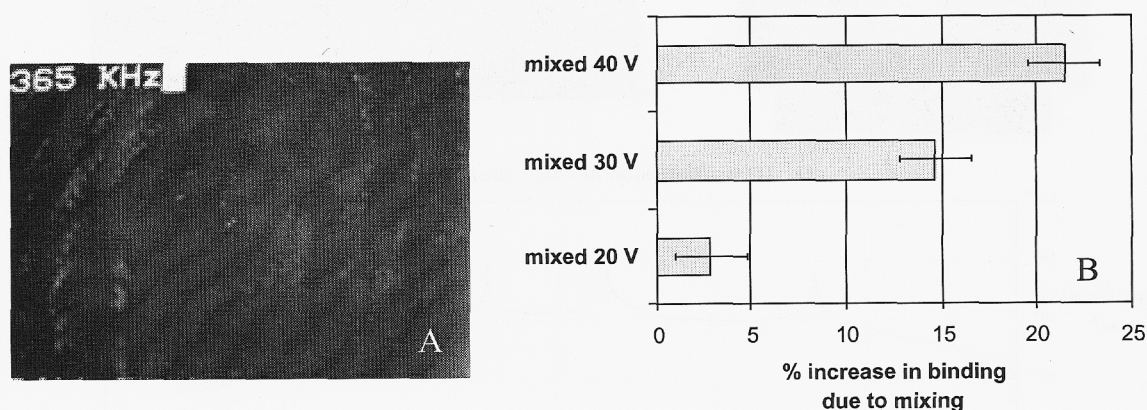 365 KHz
A
mixed 40 V
mixed 30 V
mixed 20 V
B
0 5 10 15 20 25
% increase in binding
due to mixing